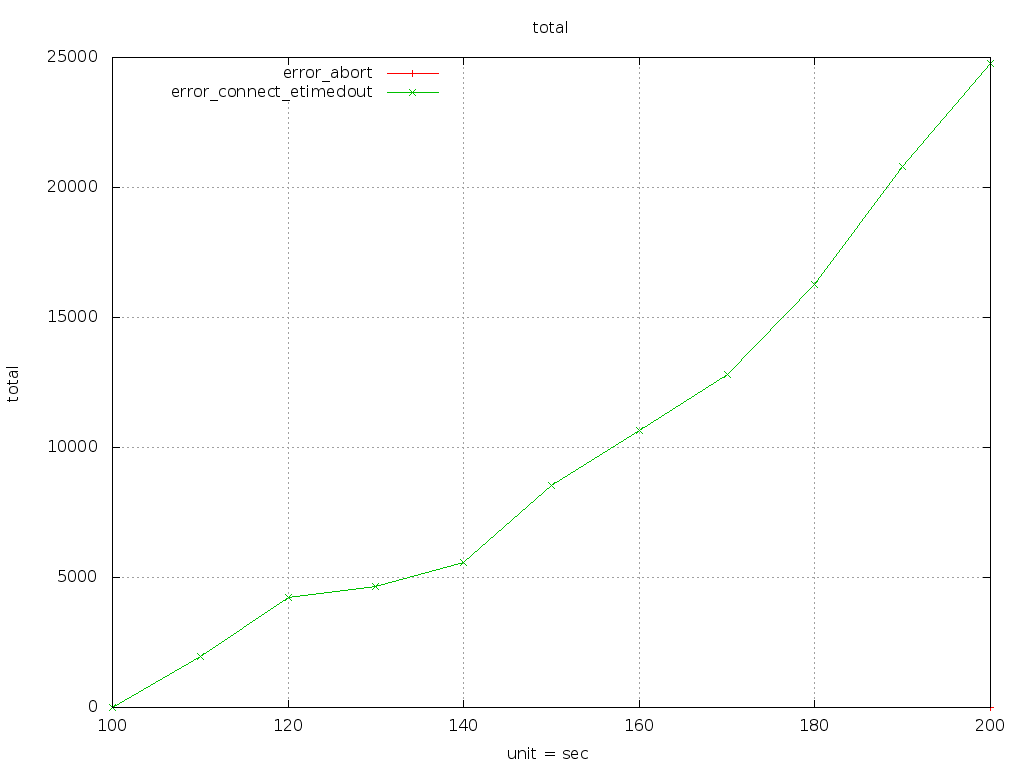 total
25000
error_abort
error_connect_etimedout
20000
15000
total
10000
5000
0
100 120 140 160 180 200
unit = sec